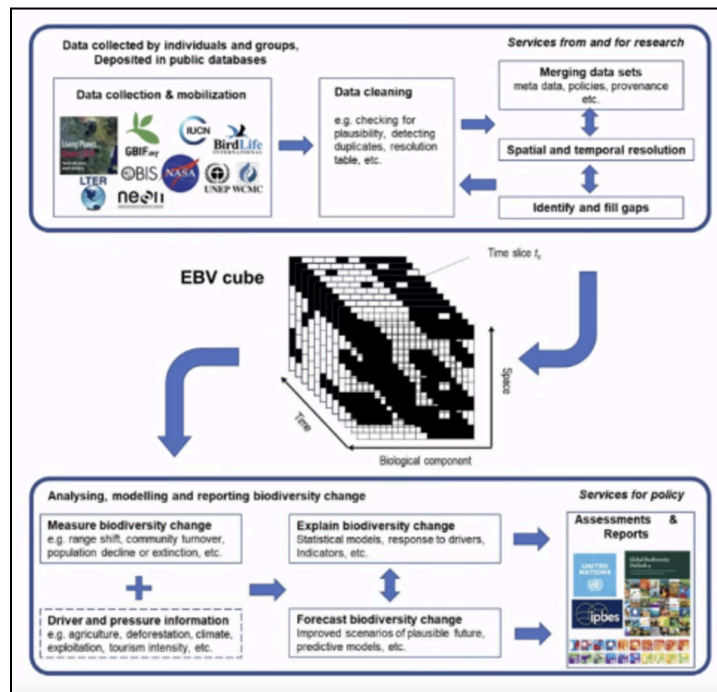 Data collected by individuals and groups,
Deposited in public databases
Services from and for research
Data collection & mobilization
Living Planet
GBIF.org
IUCN
BirdLife
INTERNATIONAL
LTER
OBIS
NASA
neon
UNEP WCMC
Data cleaning
e.g. checking for
plausibility, detecting
duplicates, resolution
table, etc.
Merging data sets
meta data, policies, provenance
etc.
Spatial and temporal resolution
Identify and fill gaps
EBV cube
Time slice
Space
Time
Biological component
Analysing, modelling and reporting biodiversity change
Services for policy
Measure biodiversity change
e.g. range shift, community turnover,
population decline or extinction, etc.
Driver and pressure information
e.g. agriculture, deforestation, climate,
exploitation, tourism intensity, etc.
Explain biodiversity change
Statistical models, response to drivers,
Indicators, etc.
Forecast biodiversity change
Improved scenarios of plausible future,
predictive models, etc.
Assessments &
Reports
UNITED
NATIONS
Global Biodiversity
Outlook 4
ipbes